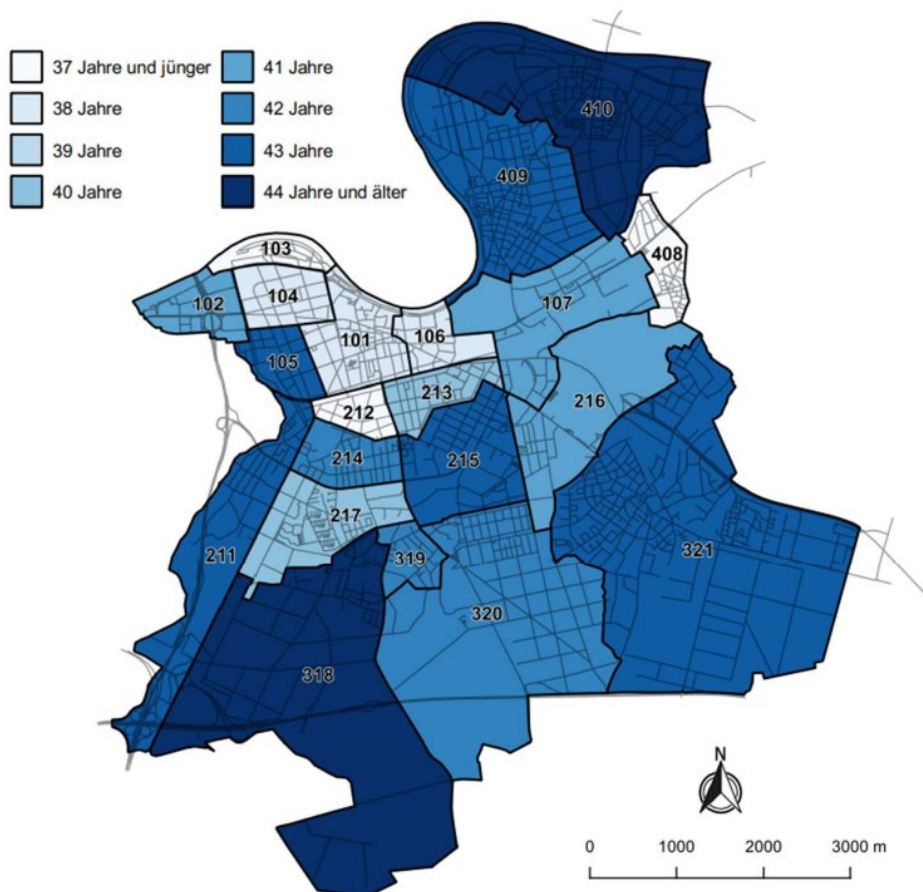 37 Jahre und jünger
38 Jahre
39 Jahre
40 Jahre
41 Jahre
42 Jahre
43 Jahre
44 Jahre und älter
410
409
408
103
102
104
107
101
106
105
213
216
212
214
215
217
211
319
321
320
318
N
0 1000 2000 3000 m